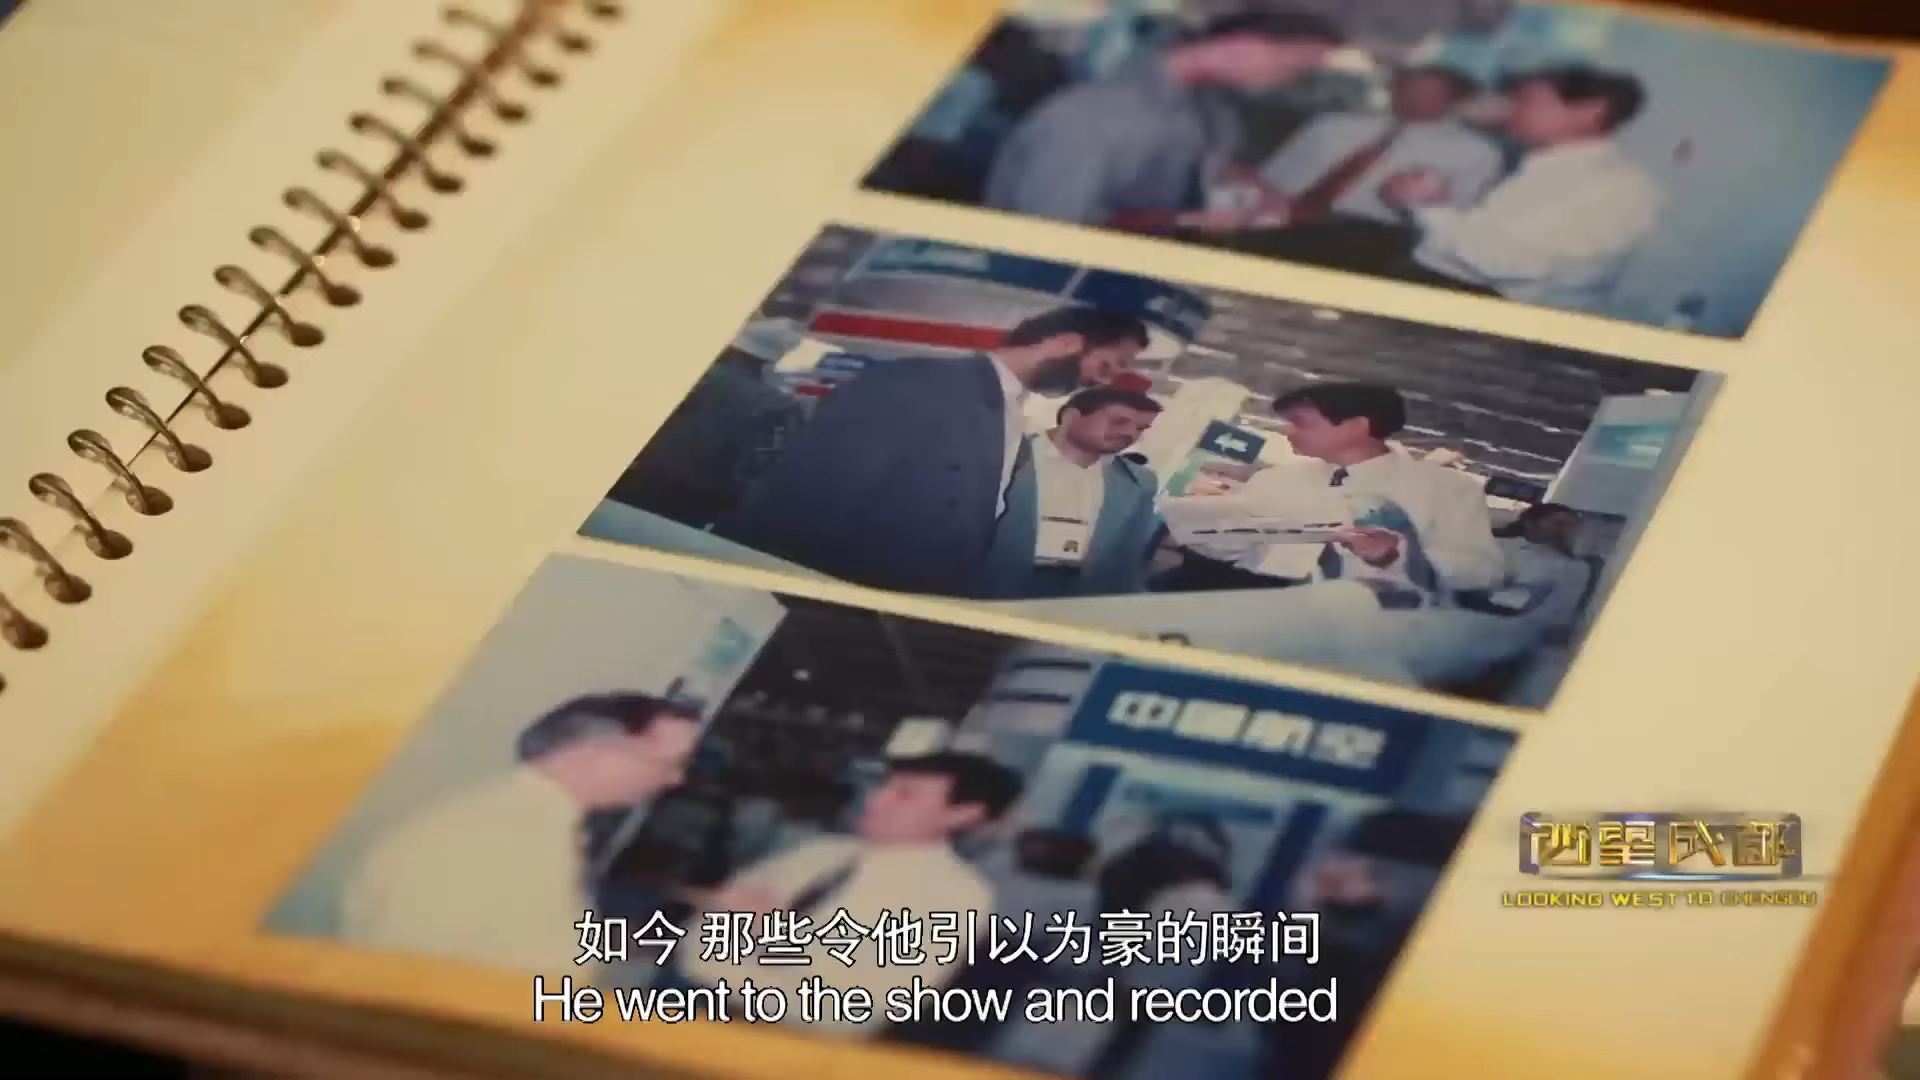 中國航空
西望成都
LOOKING WEST TO CHENGDU
如今 那些令他引以为豪的瞬间
He went to the show and recorded